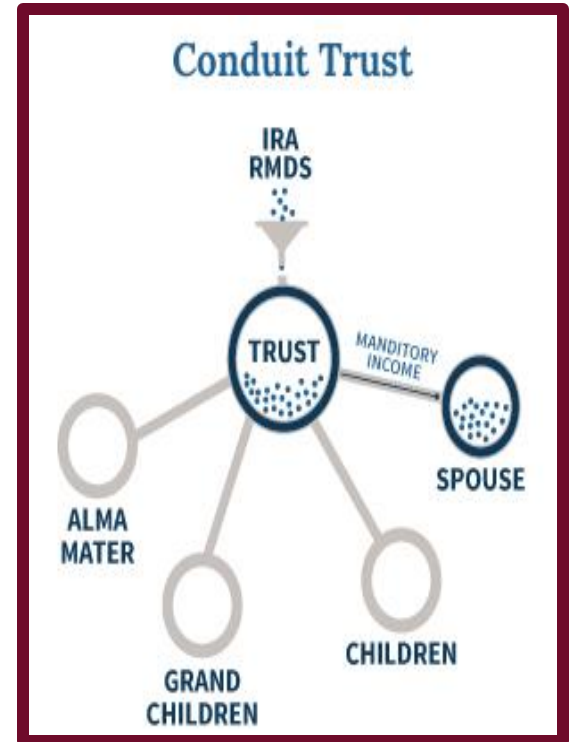 Conduit Trust
IRA
RMDS
TRUST
MANDITORY
INCOME
SPOUSE
ALMA
MATER
CHILDREN
GRAND
CHILDREN